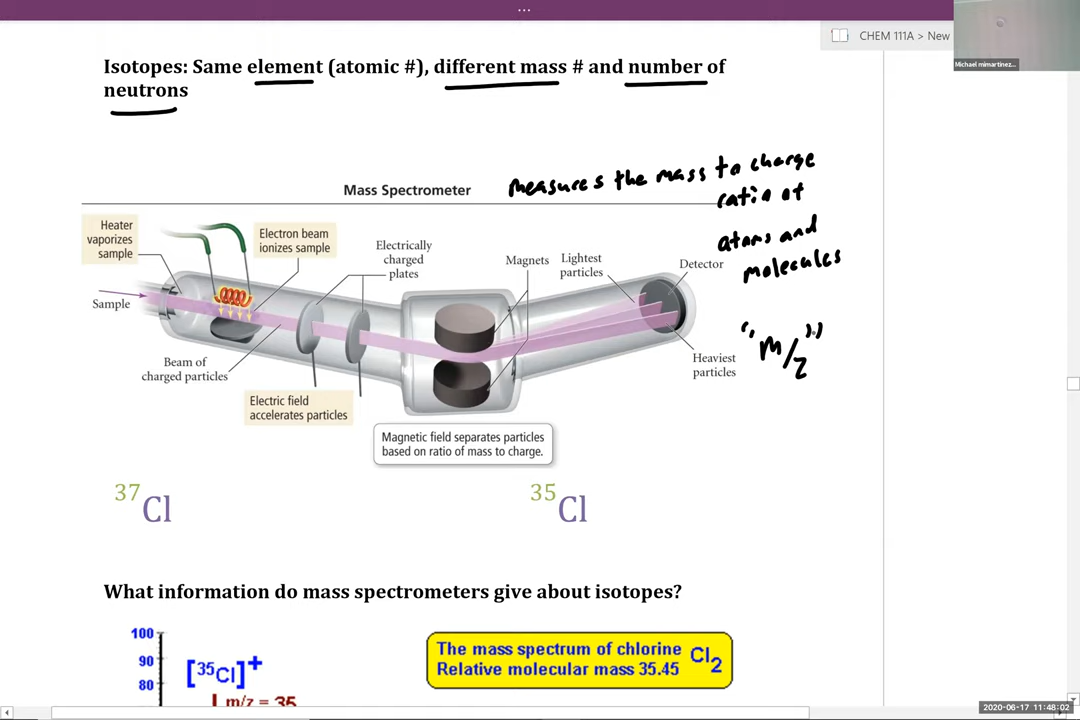 ...
CHEM 111A > New
Michael mimartinez...
Isotopes: Same element (atomic #), different mass # and number of
neutrons
Mass Spectrometer
measures the mass to charge
ratio of
atoms and
molecules
"m/z"
Heater
vaporizes
sample
Electron beam
ionizes sample
Electrically
charged
plates
Magnets
Lightest
particles
Detector
Sample
Beam of
charged particles
Heaviest
particles
Electric field
accelerates particles
Magnetic field separates particles
based on ratio of mass to charge.
37Cl
35Cl
What information do mass spectrometers give about isotopes?
100
90
80
[35Cl]+
m/z = 35
The mass spectrum of chlorine Cl2
Relative molecular mass 35.45
2020-06-17 11:48:02